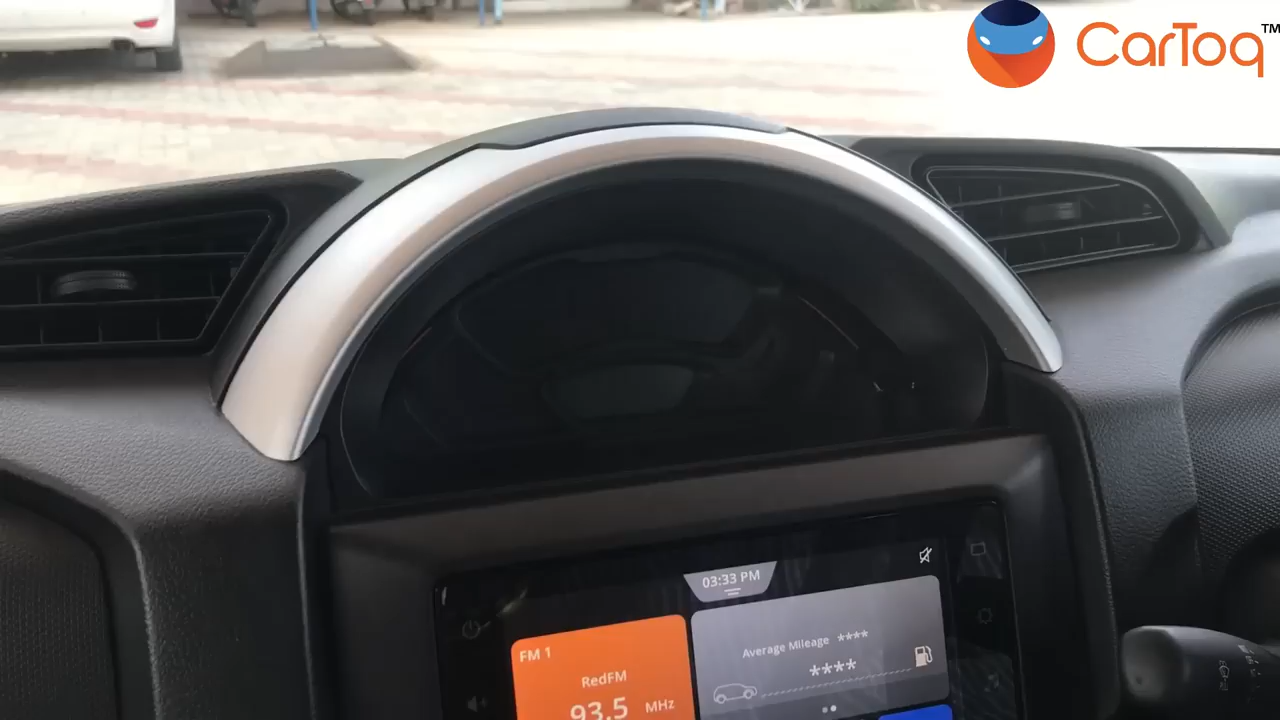 CarToq™
03:33 PM
FM 1
RedFM
93.5 MHz
Average Mileage ****
****